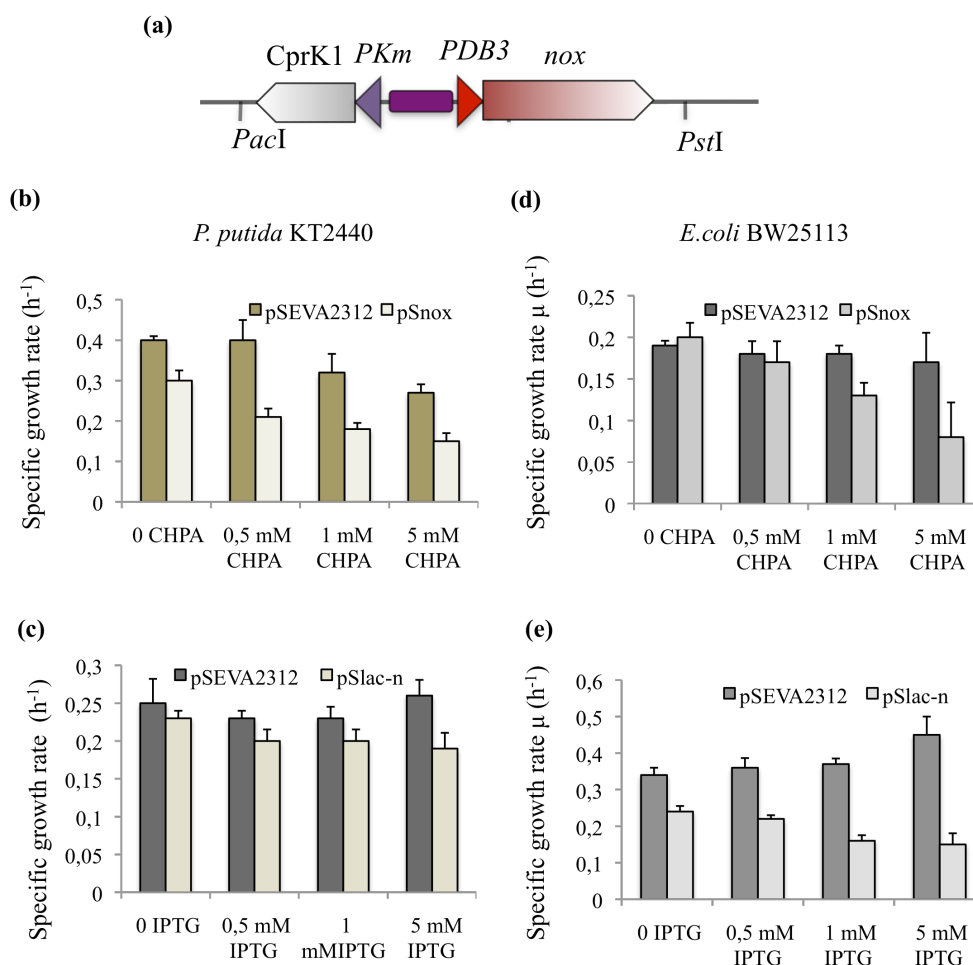 (a)
CprK1 PKm PDB3 nox
PacI
PstI
(b)
P. putida KT2440
Specific growth rate (h-1)
0,5
0,4
0,3
0,2
0,1
0
pSEVA2312 pSnox
0 CHPA
0,5 mM
CHPA
1 mM
CHPA
5 mM
CHPA
(d)
E.coli BW25113
Specific growth rate µ (h-1)
0,25
0,2
0,15
0,1
0,05
0
pSEVA2312 pSnox
0 CHPA
0,5 mM
CHPA
1 mM
CHPA
5 mM
CHPA
(c)
Specific growth rate (h-1)
0,3
0,25
0,2
0,15
0,1
0,05
0
pSEVA2312 pSlac-n
0 IPTG
0,5 mM
IPTG
1
mMIPTG
5 mM
IPTG
(e)
Specific growth rate µ (h-1)
0,6
0,5
0,4
0,3
0,2
0,1
0
pSEVA2312 pSlac-n
0 IPTG
0,5 mM
IPTG
1 mM
IPTG
5 mM
IPTG